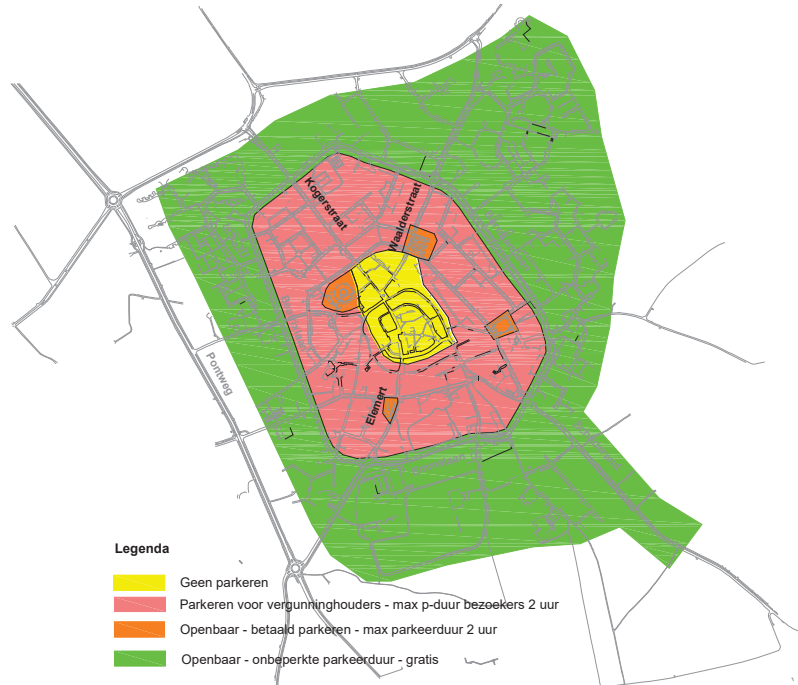 Kogerstraat
Waalderstraat
Pontweg
Elemert
Legenda
Geen parkeren
Parkeren voor vergunninghouders - max p-duur bezoekers 2 uur
Openbaar - betaald parkeren - max parkeerduur 2 uur
Openbaar - onbeperkte parkeerduur - gratis